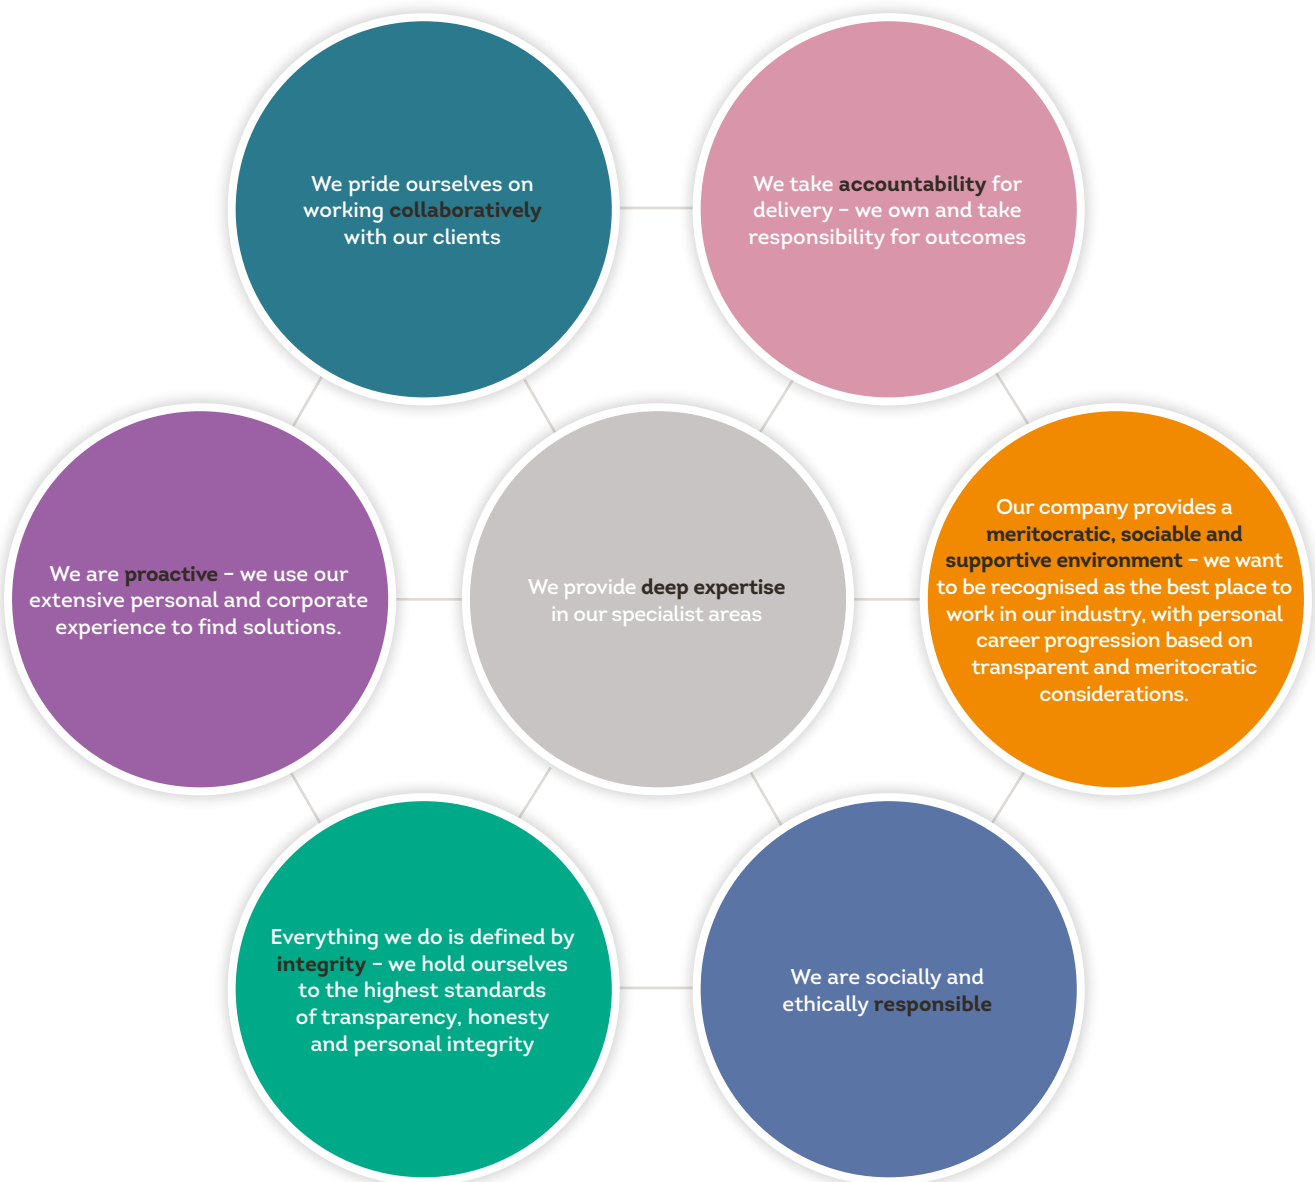 We pride ourselves on
working collaboratively
with our clients
We take accountability for
delivery – we own and take
responsibility for outcomes
We are proactive – we use our
extensive personal and corporate
experience to find solutions.
We provide deep expertise
in our specialist areas
Our company provides a
meritocratic, sociable and
supportive environment – we want
to be recognised as the best place to
work in our industry, with personal
career progression based on
transparent and meritocratic
considerations.
Everything we do is defined by
integrity – we hold ourselves
to the highest standards
of transparency, honesty
and personal integrity
We are socially and
ethically responsible